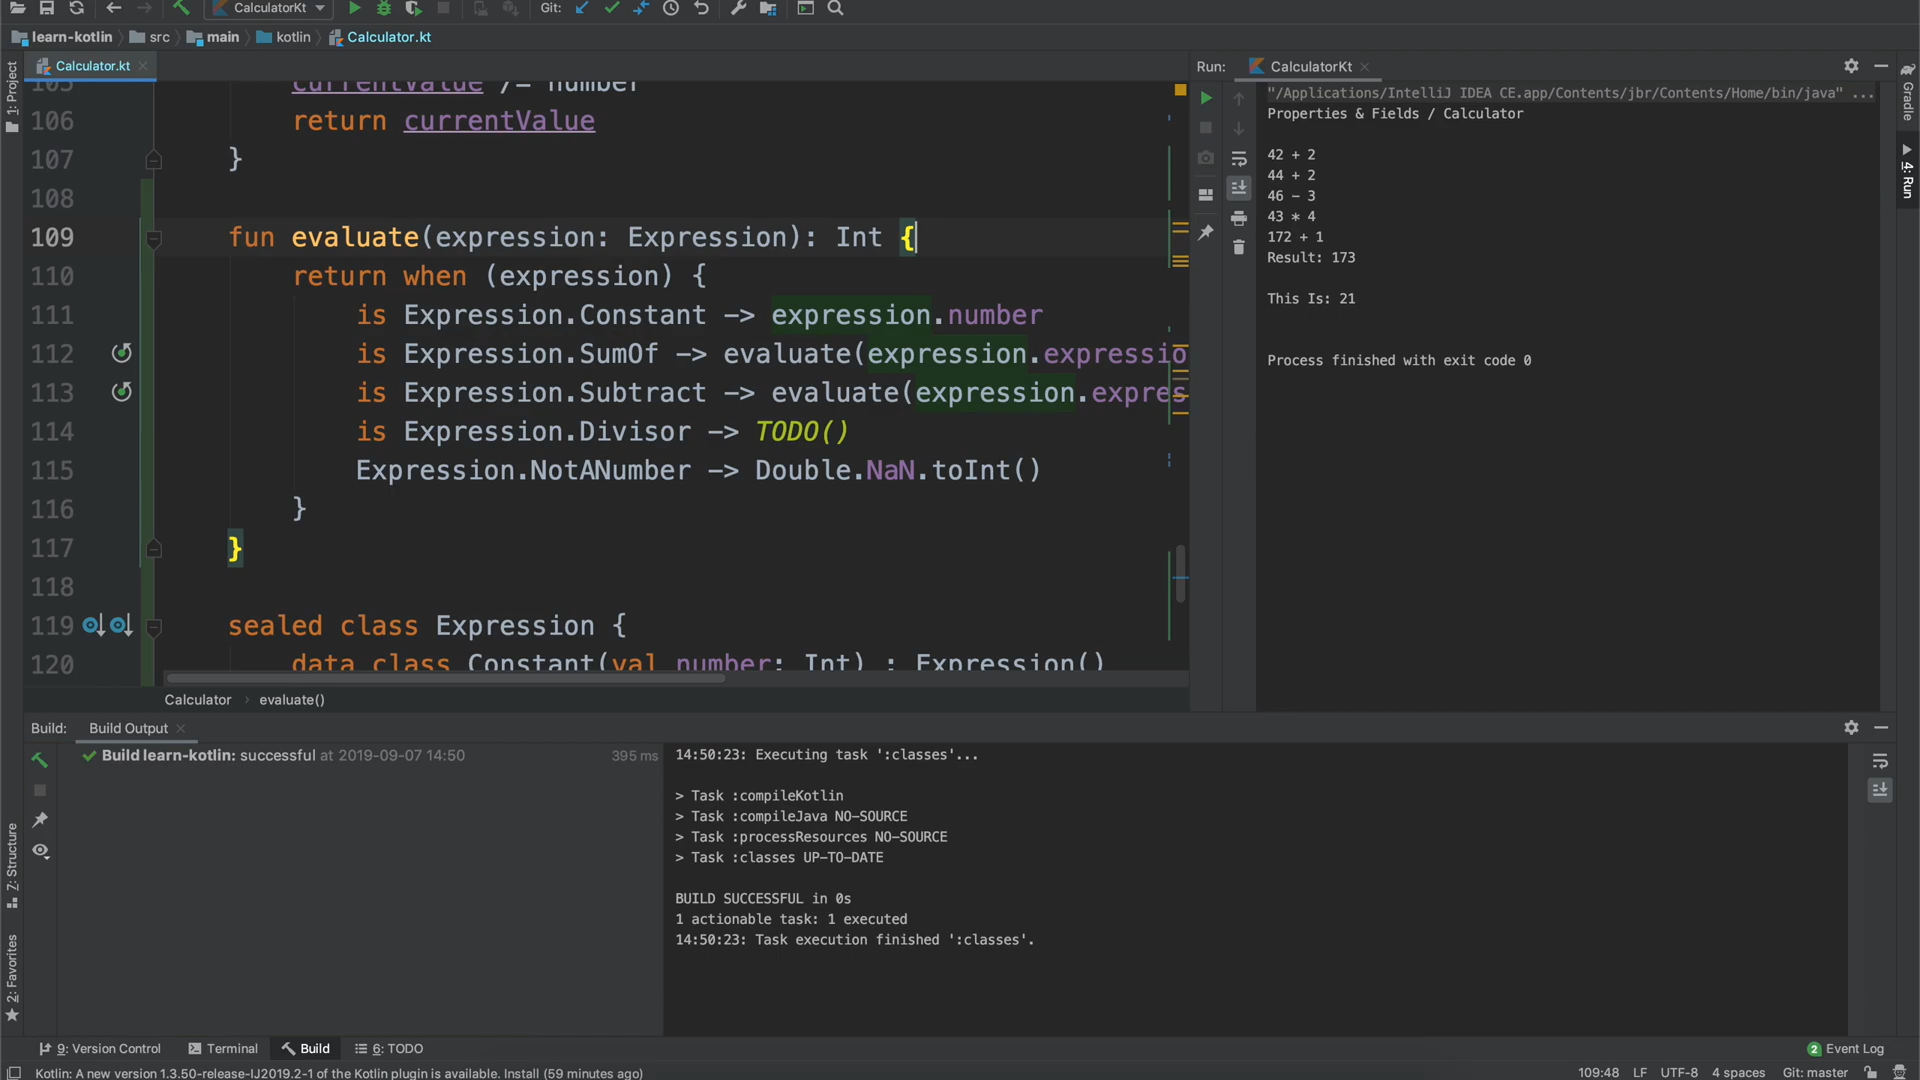 CalculatorKt
Git:
learn-kotlin
src
main
kotlin
Calculator.kt
Calculator.kt
Run:
CalculatorKt
1: Project
Gradle
4: Run
105 currentValue /= number
106 return currentValue
107 }
108
109 fun evaluate(expression: Expression): Int {
110 return when (expression) {
111 is Expression.Constant -> expression.number
112 is Expression.SumOf -> evaluate(expression.expressio
113 is Expression.Subtract -> evaluate(expression.expres
114 is Expression.Divisor -> TODO()
115 Expression.NotANumber -> Double.NaN.toInt()
116 }
117 }
118
119 sealed class Expression {
120 data class Constant(val number: Int) : Expression()
Calculator > evaluate()
"/Applications/IntelliJ IDEA CE.app/Contents/jbr/Contents/Home/bin/java" ...
Properties & Fields / Calculator
42 + 2
44 + 2
46 - 3
43 * 4
172 + 1
Result: 173
This Is: 21
Process finished with exit code 0
Build:
Build Output
Build learn-kotlin: successful at 2019-09-07 14:50
395 ms
14:50:23: Executing task ':classes'...
> Task :compileKotlin
> Task :compileJava NO-SOURCE
> Task :processResources NO-SOURCE
> Task :classes UP-TO-DATE
BUILD SUCCESSFUL in 0s
1 actionable task: 1 executed
14:50:23: Task execution finished ':classes'.
Z: Structure
2: Favorites
9: Version Control
Terminal
Build
6: TODO
2 Event Log
Kotlin: A new version 1.3.50-release-IJ2019.2-1 of the Kotlin plugin is available. Install (59 minutes ago)
109:48 LF UTF-8 4 spaces Git: master